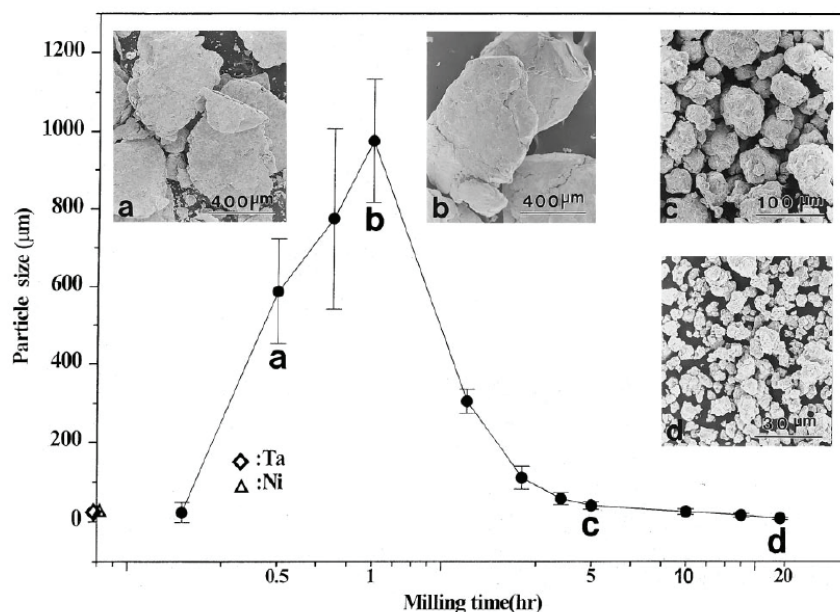 1200
1000
800
600
400
200
0
Particle size (μm)
a
400μm
b
400μm
c
100 μm
d
30 μm
a
b
c
d
◇ :Ta
△ :Ni
0.5
1
5
10
20
Milling time(hr)